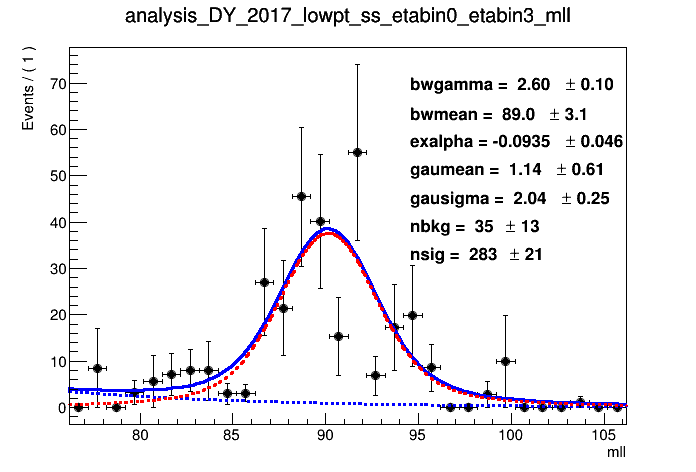 analysis_DY_2017_lowpt_ss_etabin0_etabin3_mll
Events / ( 1 )
70
60
50
40
30
20
10
0
bwgamma = 2.60 ± 0.10
bwmean = 89.0 ± 3.1
exalpha = -0.0935 ± 0.046
gaumean = 1.14 ± 0.61
gausigma = 2.04 ± 0.25
nbkg = 35 ± 13
nsig = 283 ± 21
80 85 90 95 100 105
mll